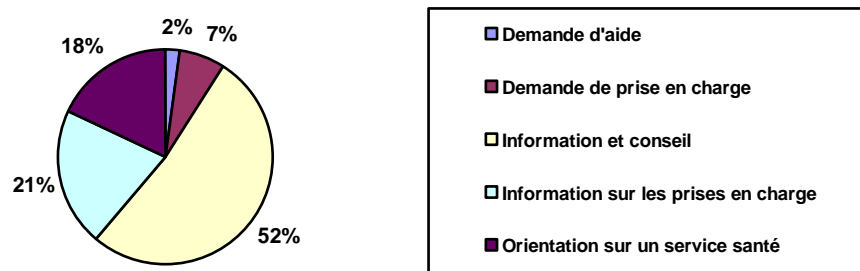 2%
7%
18%
21%
52%
Demande d'aide
Demande de prise en charge
Information et conseil
Information sur les prises en charge
Orientation sur un service santé